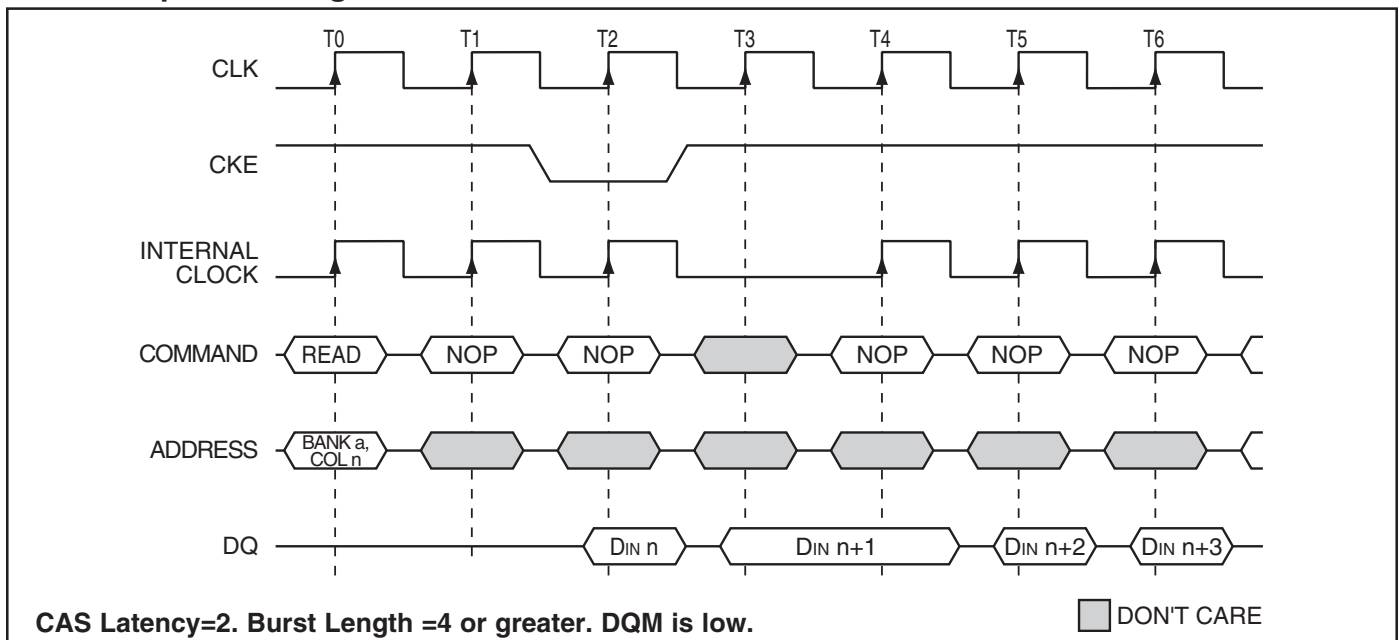 T0 T1 T2 T3 T4 T5 T6
CLK
CKE
INTERNAL
CLOCK
COMMAND READ NOP NOP NOP NOP NOP
ADDRESS BANK a,
COL n
DQ DIN n DIN n+1 DIN n+2 DIN n+3
CAS Latency=2. Burst Length =4 or greater. DQM is low.
DON'T CARE